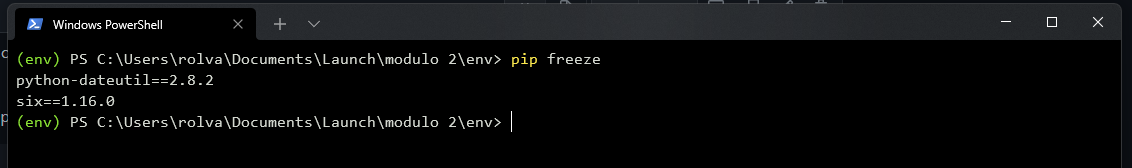 Windows PowerShell
(env) PS C:\Users\rolva\Documents\Launch\modulo 2\env> pip freeze
python-dateutil==2.8.2
six==1.16.0
(env) PS C:\Users\rolva\Documents\Launch\modulo 2\env>